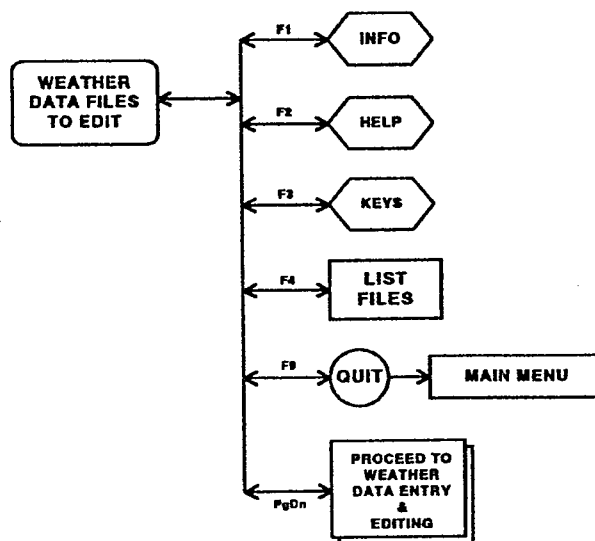 F1
INFO
WEATHER
DATA FILES
TO EDIT
F2
HELP
F3
KEYS
F4
LIST
FILES
F9
QUIT
MAIN MENU
PgDn
PROCEED TO
WEATHER
DATA ENTRY
&
EDITING